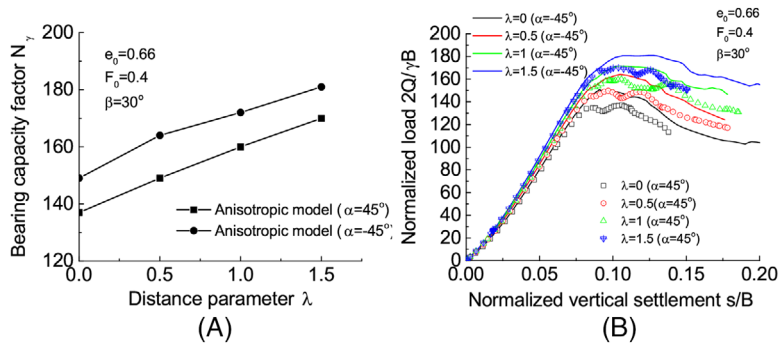 Bearing capacity factor Nγ
200
180
160
140
120
e₀=0.66
F₀=0.4
β=30°
Anisotropic model (α=45°)
Anisotropic model (α=-45°)
0.0 0.5 1.0 1.5
Distance parameter λ
(A)
Normalized load 2Q/γB
220
200
180
160
140
120
100
80
60
40
20
0
λ=0 (α=-45°)
λ=0.5 (α=-45°)
λ=1 (α=-45°)
λ=1.5 (α=-45°)
e₀=0.66
F₀=0.4
β=30°
λ=0 (α=45°)
λ=0.5(α=45°)
λ=1 (α=45°)
λ=1.5 (α=45°)
0.00 0.05 0.10 0.15 0.20
Normalized vertical settlement s/B
(B)